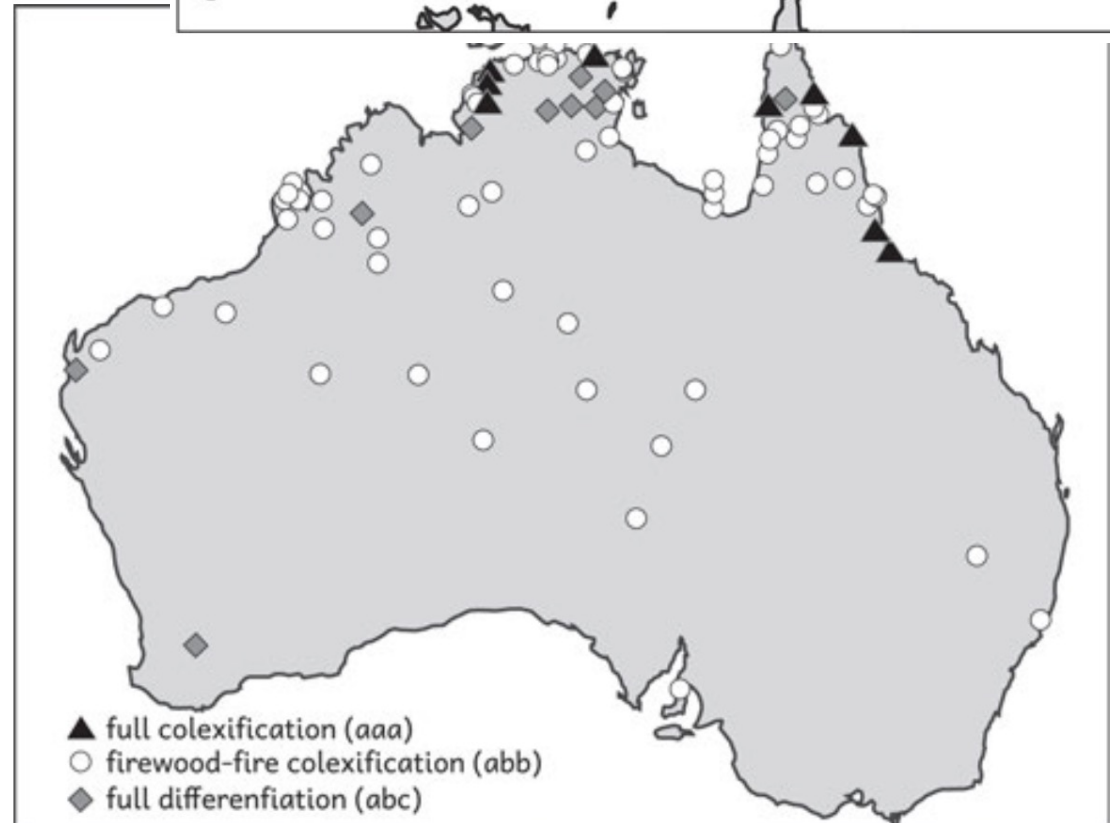 full colexification (aaa)
firewood-fire colexification (abb)
full differenfiation (abc)